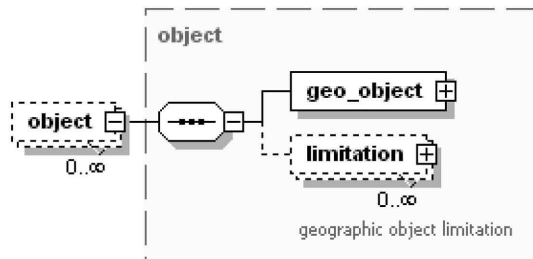 object
geo_object
object
limitation
0..∞
0..∞
geographic object limitation